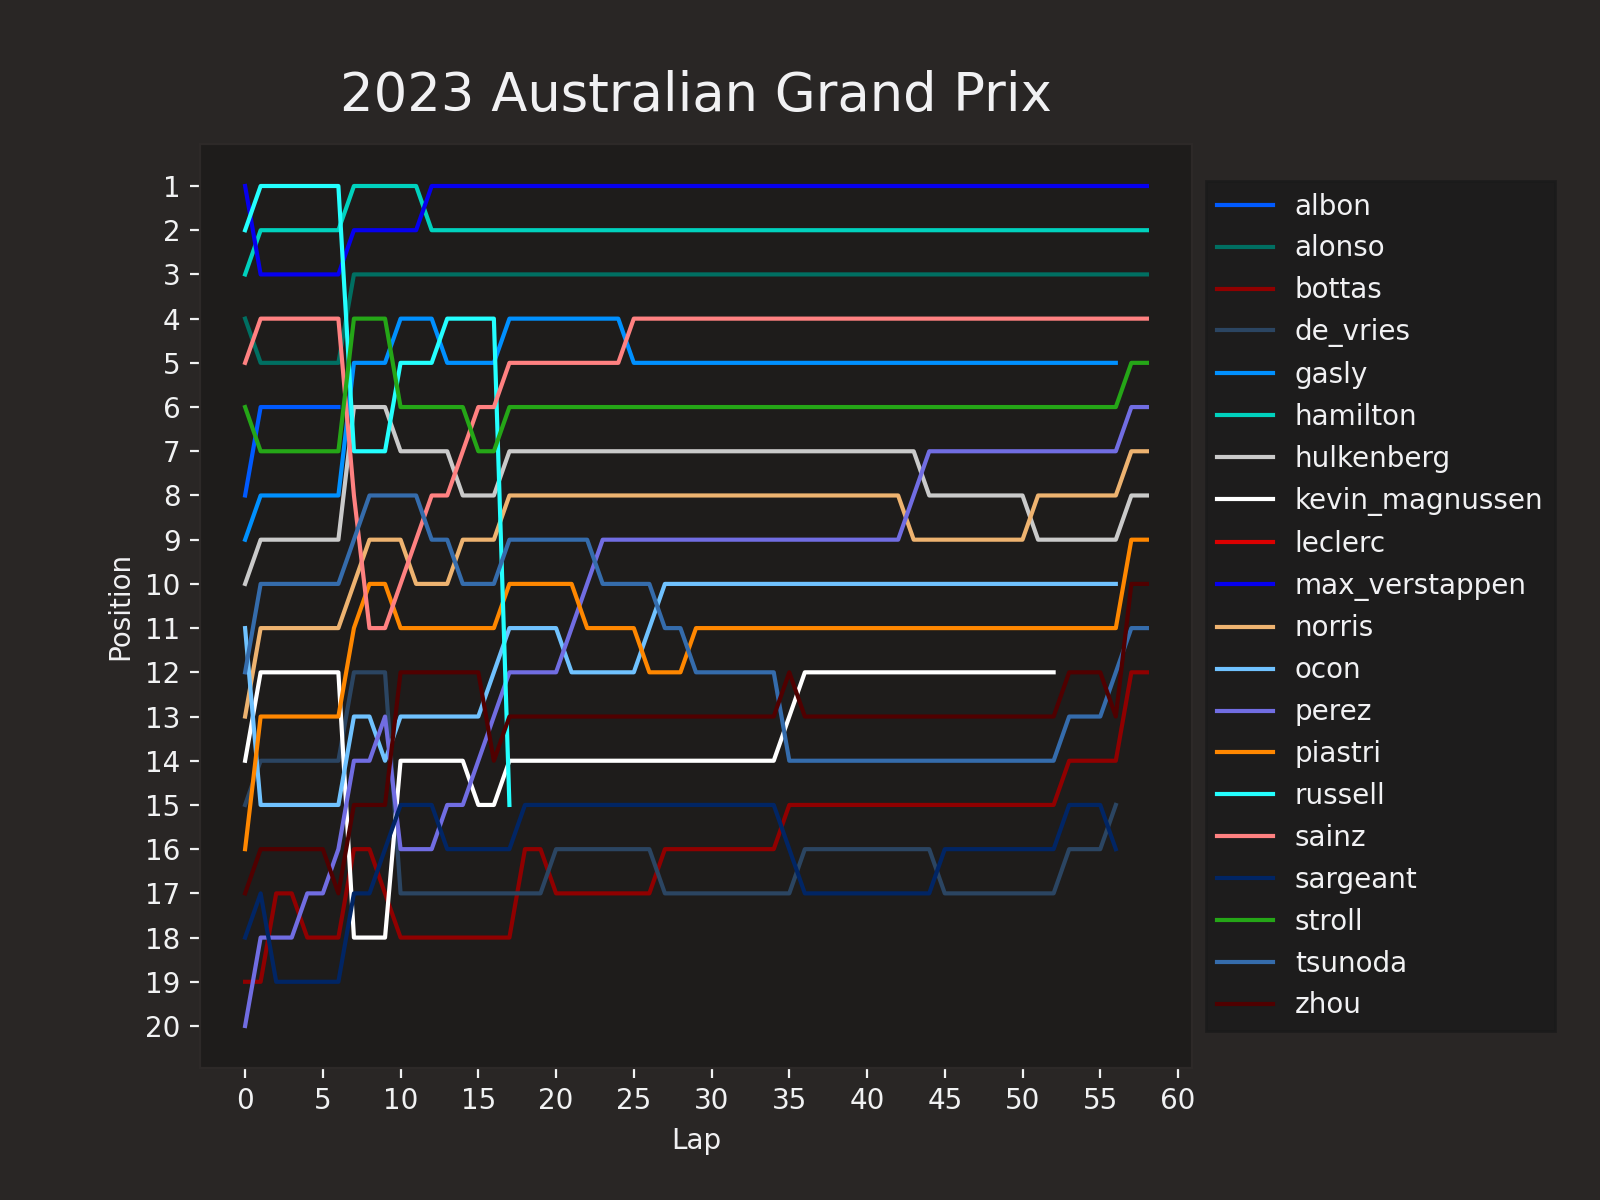 2023 Australian Grand Prix
1
2
3
4
5
6
7
8
9
10
11
12
13
14
15
16
17
18
19
20
Position
0 5 10 15 20 25 30 35 40 45 50 55 60
Lap
albon
alonso
bottas
de_vries
gasly
hamilton
hulkenberg
kevin_magnussen
leclerc
max_verstappen
norris
ocon
perez
piastri
russell
sainz
sargeant
stroll
tsunoda
zhou